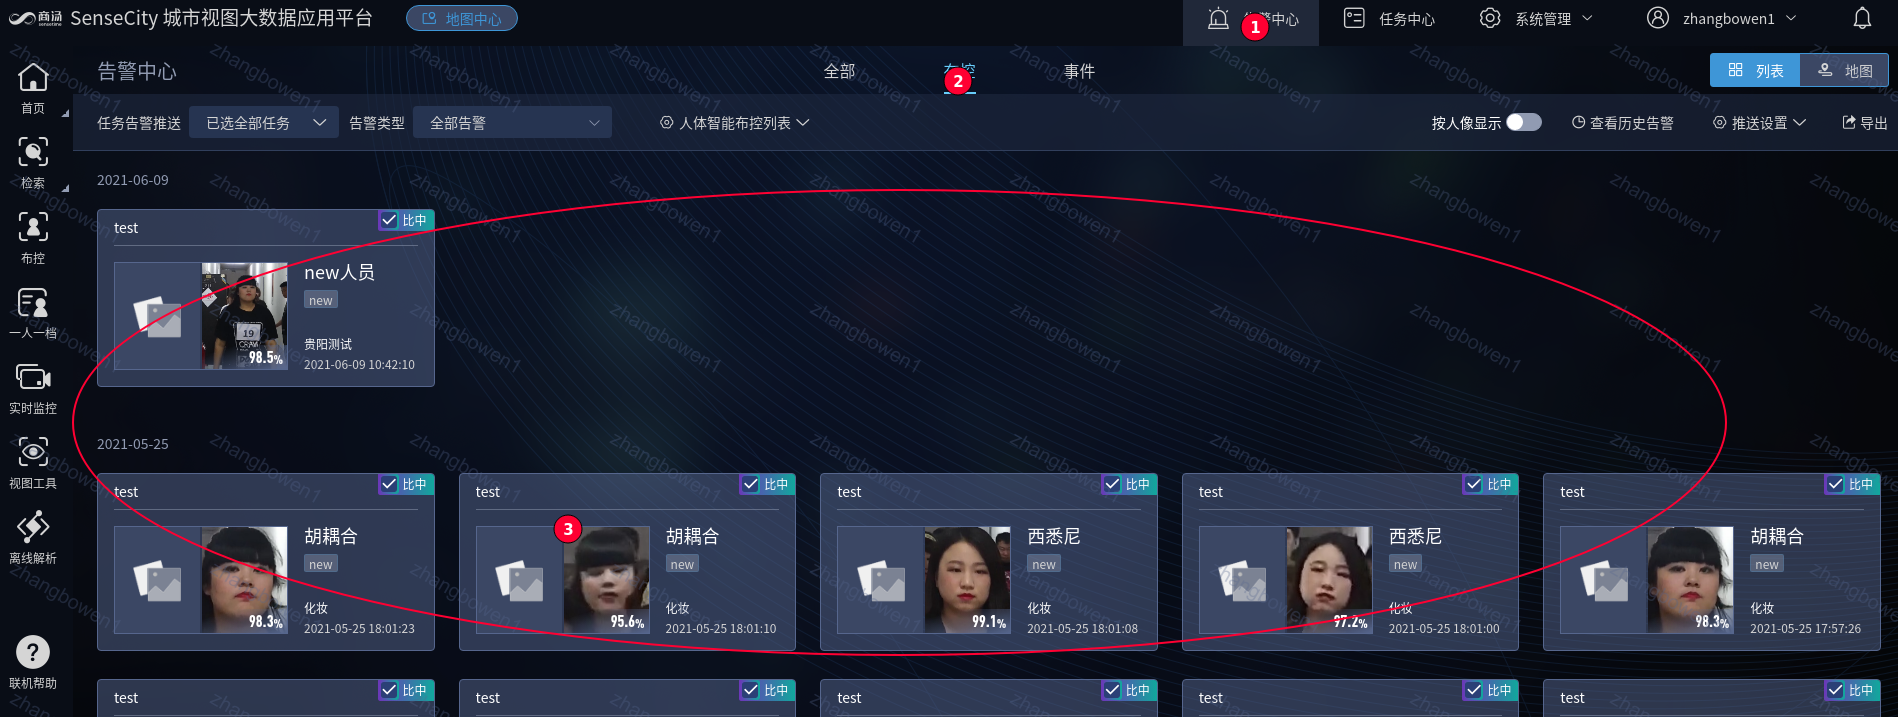 商汤 sensetime SenseCity 城市视图大数据应用平台 地图中心 1 中心 任务中心 系统管理 zhangbowen1
首页
检索
布控
一人一档
实时监控
视图工具
离线解析
联机帮助
告警中心 全部 2 事件 列表 地图
任务告警推送 已选全部任务 告警类型 全部告警 人体智能布控列表 按人像显示 查看历史告警 推送设置 导出
2021-06-09
test 比中
new人员
new
19
贵阳测试
98.5% 2021-06-09 10:42:10
2021-05-25
test 比中
胡耦合
new
化妆
98.3% 2021-05-25 18:01:23
test 比中
3
胡耦合
new
化妆
95.6% 2021-05-25 18:01:10
test 比中
西悉尼
new
化妆
99.1% 2021-05-25 18:01:08
test 比中
西悉尼
new
化妆
97.2% 2021-05-25 18:01:00
test 比中
胡耦合
new
化妆
98.3% 2021-05-25 17:57:26
test 比中
test 比中
test 比中
test 比中
test 比中
zhangbowen1